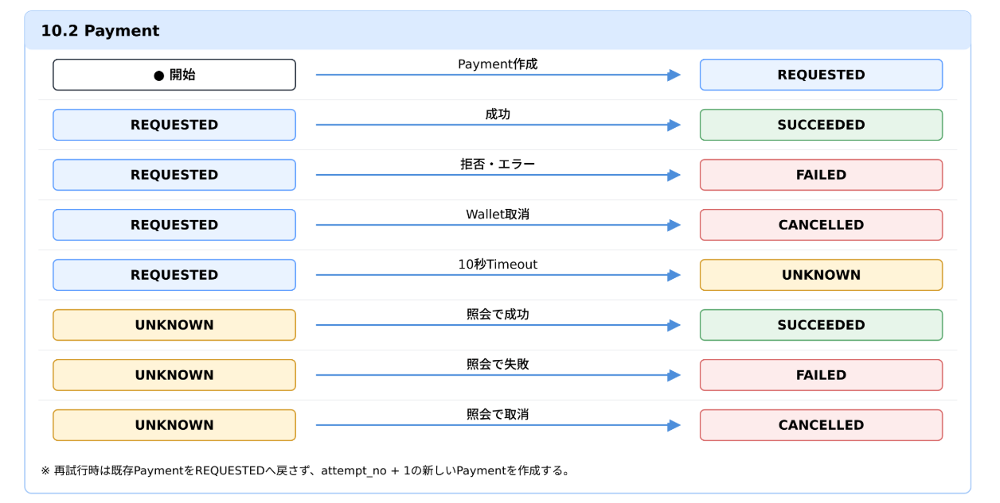 10.2 Payment
● 開始
Payment作成
REQUESTED
REQUESTED
成功
SUCCEEDED
REQUESTED
拒否・エラー
FAILED
REQUESTED
Wallet取消
CANCELLED
REQUESTED
10秒Timeout
UNKNOWN
UNKNOWN
照会で成功
SUCCEEDED
UNKNOWN
照会で失敗
FAILED
UNKNOWN
照会で取消
CANCELLED
※ 再試行時は既存PaymentをREQUESTEDへ戻さず、attempt_no + 1の新しいPaymentを作成する。